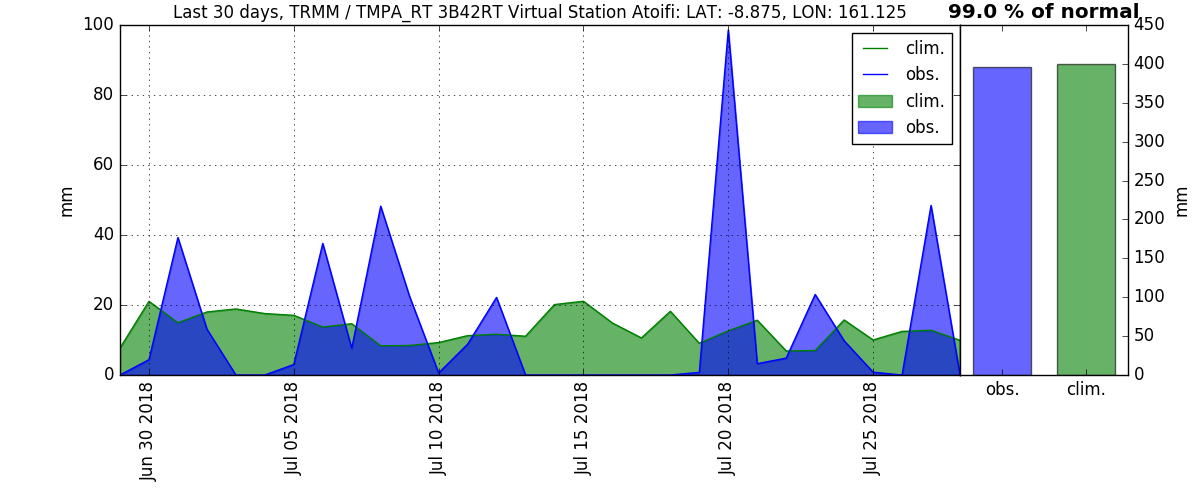 Last 30 days, TRMM / TMPA_RT 3B42RT Virtual Station Atoifi: LAT: -8.875, LON: 161.125
99.0 % of normal
100
80
60
40
20
0
mm
clim.
obs.
clim.
obs.
Jun 30 2018
Jul 05 2018
Jul 10 2018
Jul 15 2018
Jul 20 2018
Jul 25 2018
450
400
350
300
250
200
150
100
50
0
mm
obs.
clim.